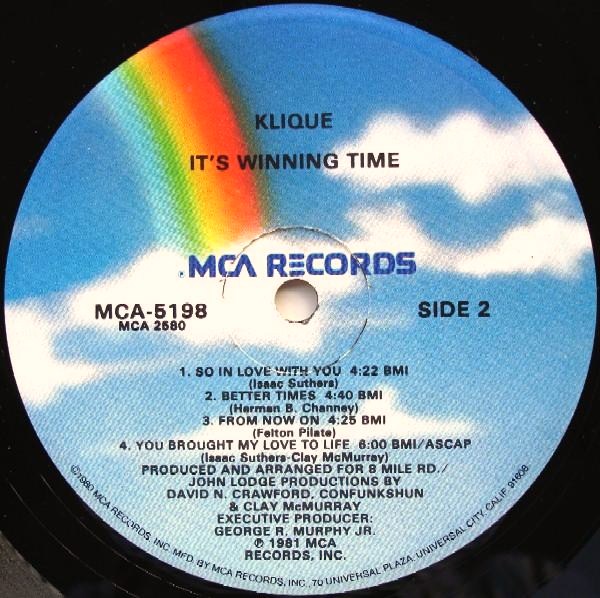 KLIQUE
IT'S WINNING TIME
MCA RECORDS
MCA-5198
MCA 2580
SIDE 2
1. SO IN LOVE WITH YOU 4:22 BMI
(Isaac Suthers)
2. BETTER TIMES 4:40 BMI
(Herman B. Channey)
3. FROM NOW ON 4:25 BMI
(Felton Pilate)
4. YOU BROUGHT MY LOVE TO LIFE 6:00 BMI/ASCAP
(Isaac Suthers-Clay McMurray)
PRODUCED AND ARRANGED FOR 8 MILE RD./
JOHN LODGE PRODUCTIONS BY
DAVID N. CRAWFORD, CONFUNKSHUN
& CLAY McMURRAY
EXECUTIVE PRODUCER:
GEORGE R. MURPHY JR.
℗ 1981 MCA
RECORDS, INC.
©1980 MCA RECORDS, INC. MFD. BY MCA RECORDS, INC., 70 UNIVERSAL PLAZA, UNIVERSAL CITY, CALIF. 91608